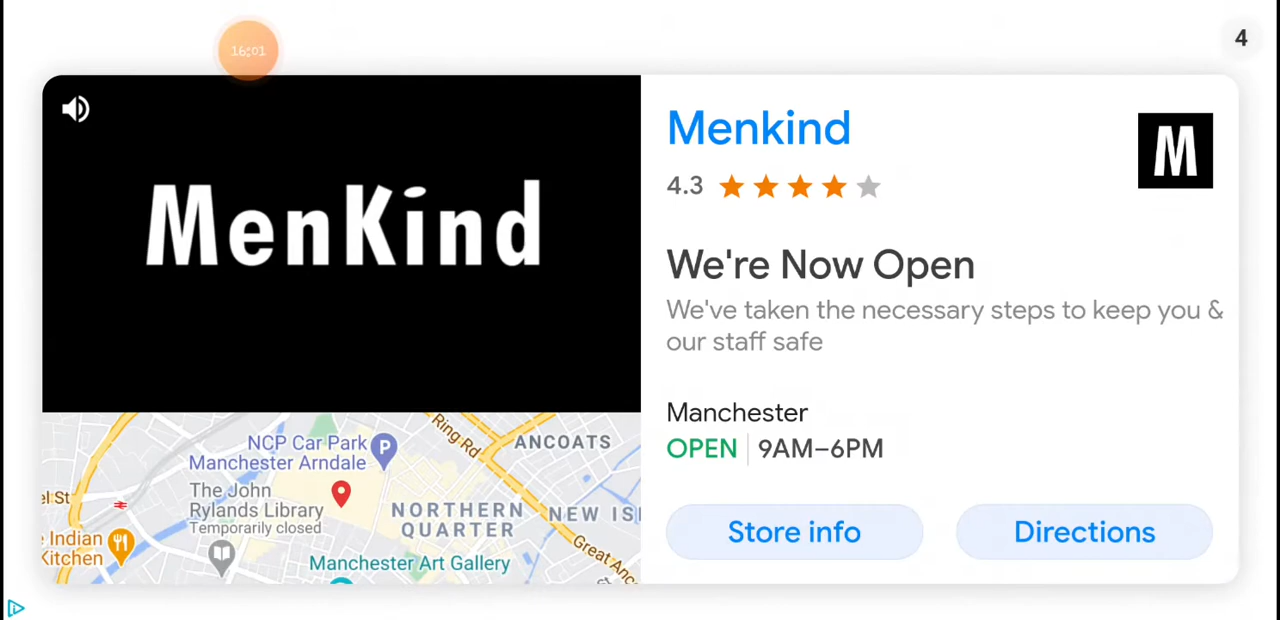 16:01
4
MenKind
Menkind
M
4.3
We're Now Open
We've taken the necessary steps to keep you &
our staff safe
Manchester
OPEN 9AM–6PM
Store info
Directions
NCP Car Park
Manchester Arndale
P
Ring Rd
ANCOATS
The John
Rylands Library
Temporarily closed
NORTHERN
QUARTER
NEW IS
el St
Indian
Kitchen
Manchester Art Gallery
Great Anc